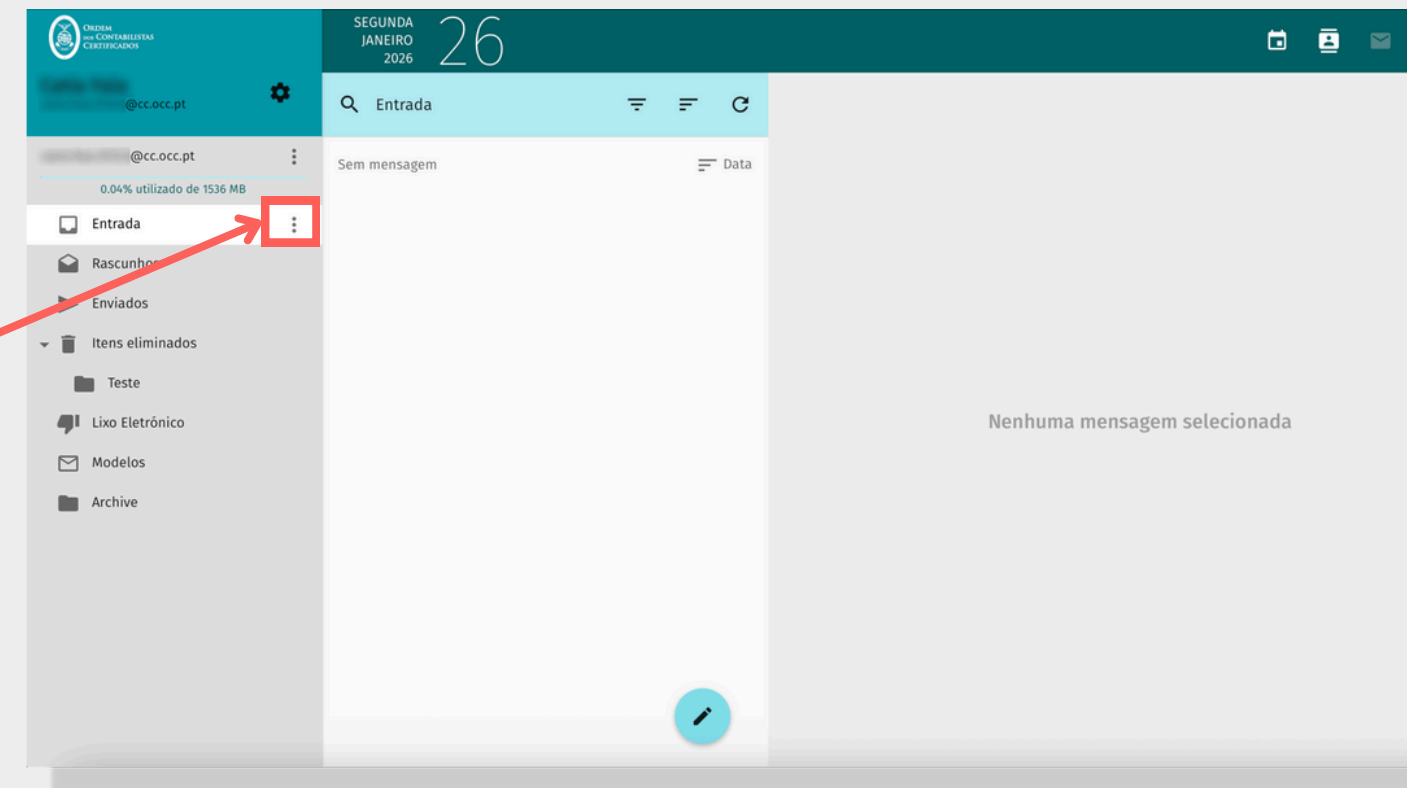 ORDEM
DOS CONTABILISTAS
CERTIFICADOS
SEGUNDA
JANEIRO
2026
26
@cc.occ.pt
Entrada
@cc.occ.pt
0.04% utilizado de 1536 MB
Sem mensagem
Data
Entrada
Rascunhos
Enviados
Itens eliminados
Teste
Lixo Eletrónico
Modelos
Archive
Nenhuma mensagem selecionada